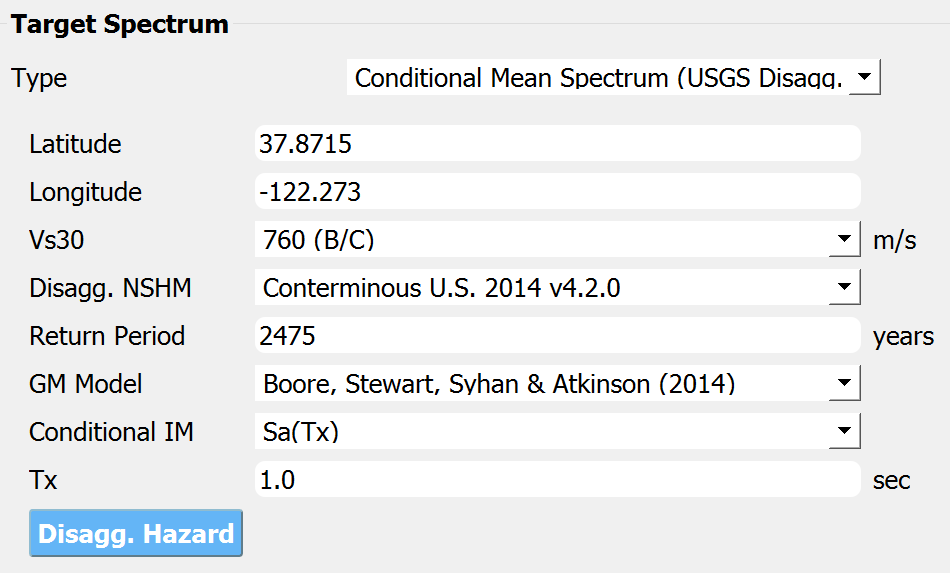 Target Spectrum
Type Conditional Mean Spectrum (USGS Disagg.
Latitude 37.8715
Longitude -122.273
Vs30 760 (B/C) m/s
Disagg. NSHM Conterminous U.S. 2014 v4.2.0
Return Period 2475 years
GM Model Boore, Stewart, Syhan & Atkinson (2014)
Conditional IM Sa(Tx)
Tx 1.0 sec
Disagg. Hazard